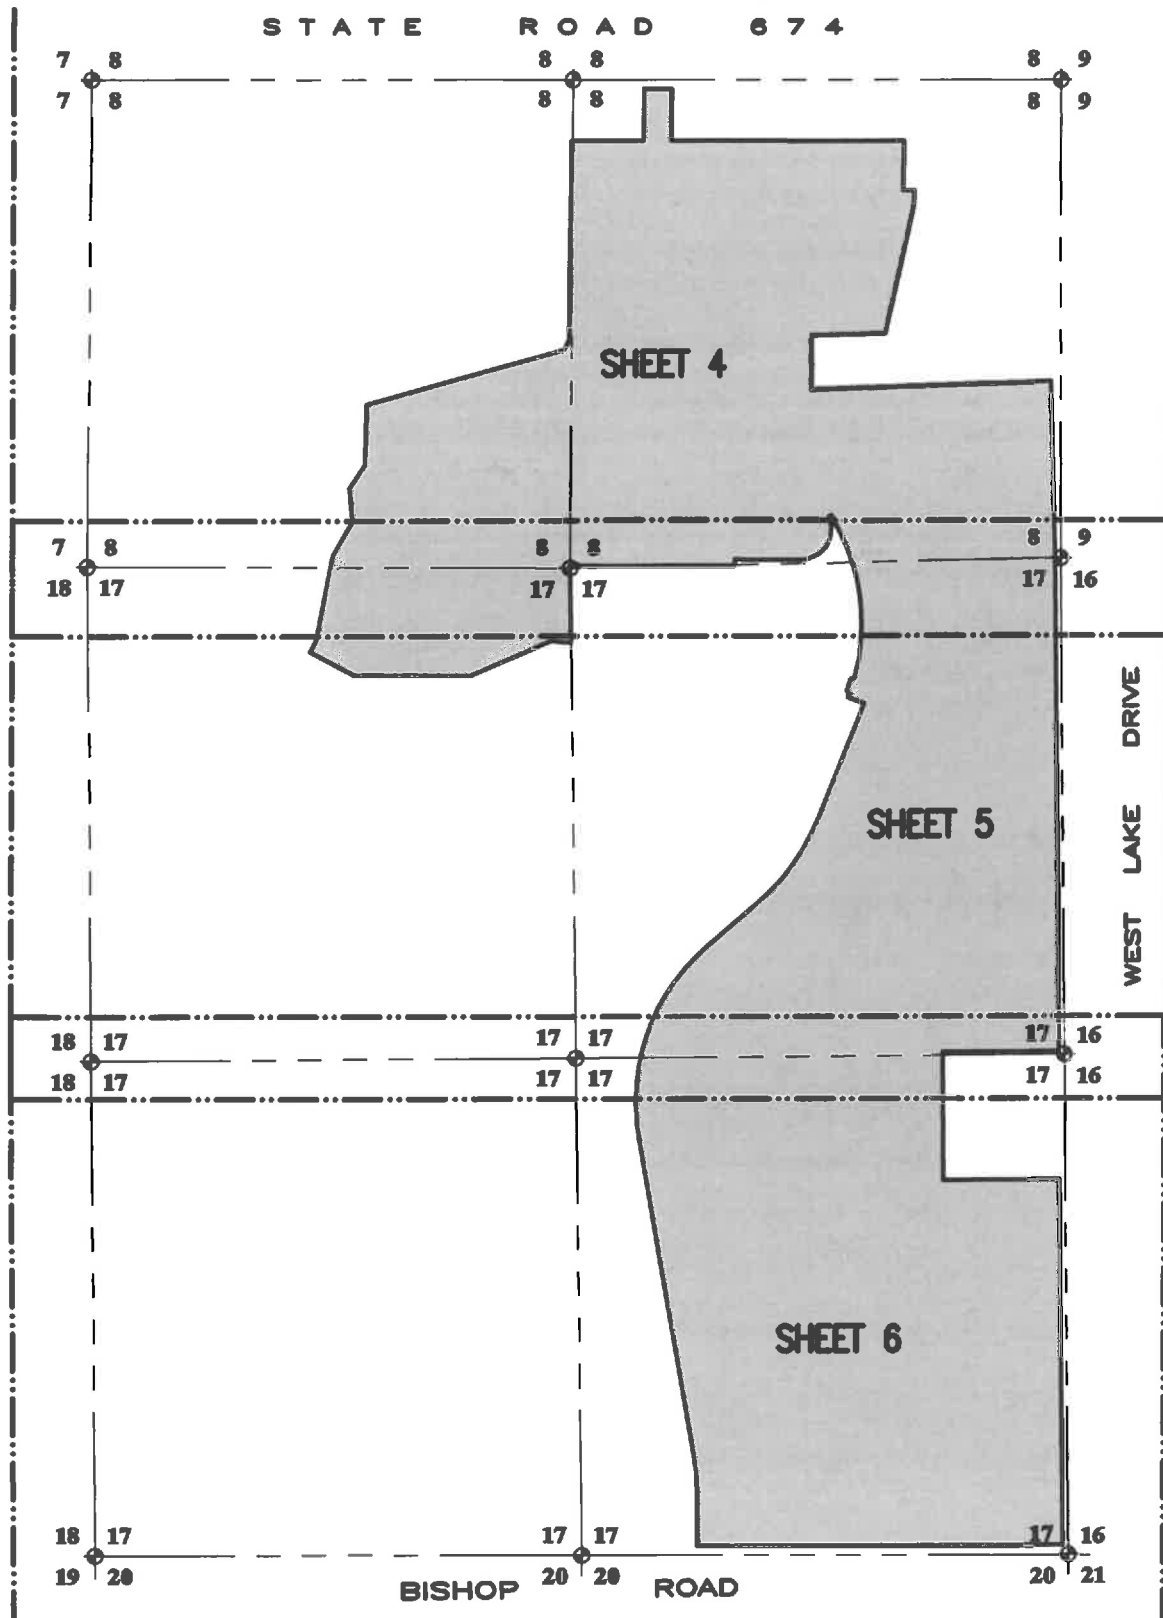 STATE ROAD 674
7 8 8 8 8 9
7 8 8 8 8 9
SHEET 4
7 8 8 8 8 9
18 17 17 17 17 16
WEST LAKE DRIVE
SHEET 5
18 17 17 17 17 16
18 17 17 17 17 16
SHEET 6
18 17 17 17 17 16
19 20 20 20 20 21
BISHOP ROAD